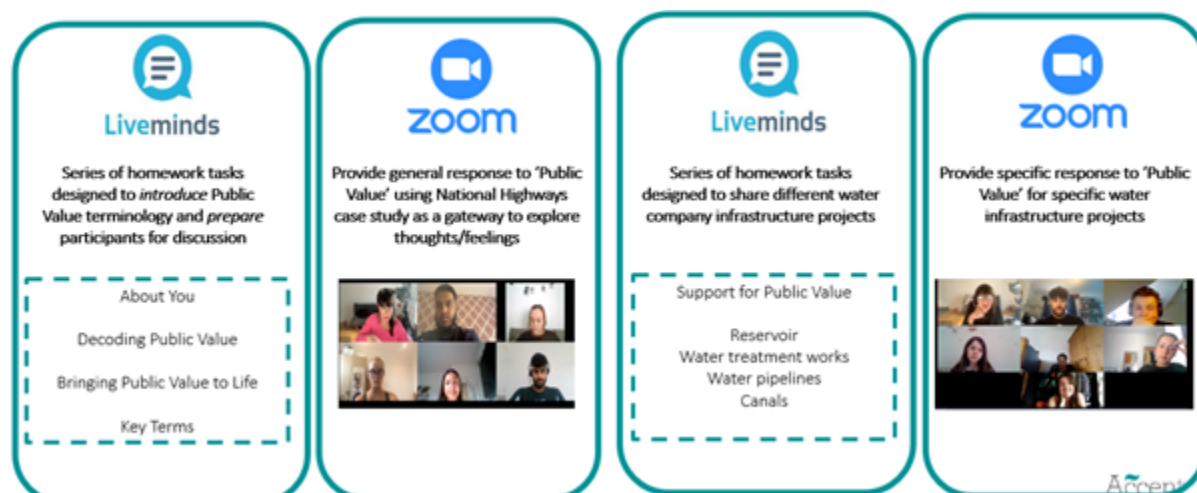 Liveminds
Series of homework tasks
designed to introduce Public
Value terminology and prepare
participants for discussion
About You
Decoding Public Value
Bringing Public Value to Life
Key Terms
zoom
Provide general response to ‘Public
Value’ using National Highways
case study as a gateway to explore
thoughts/feelings
Liveminds
Series of homework tasks
designed to share different water
company infrastructure projects
Support for Public Value
Reservoir
Water treatment works
Water pipelines
Canals
zoom
Provide specific response to ‘Public
Value’ for specific water
infrastructure projects
Accent